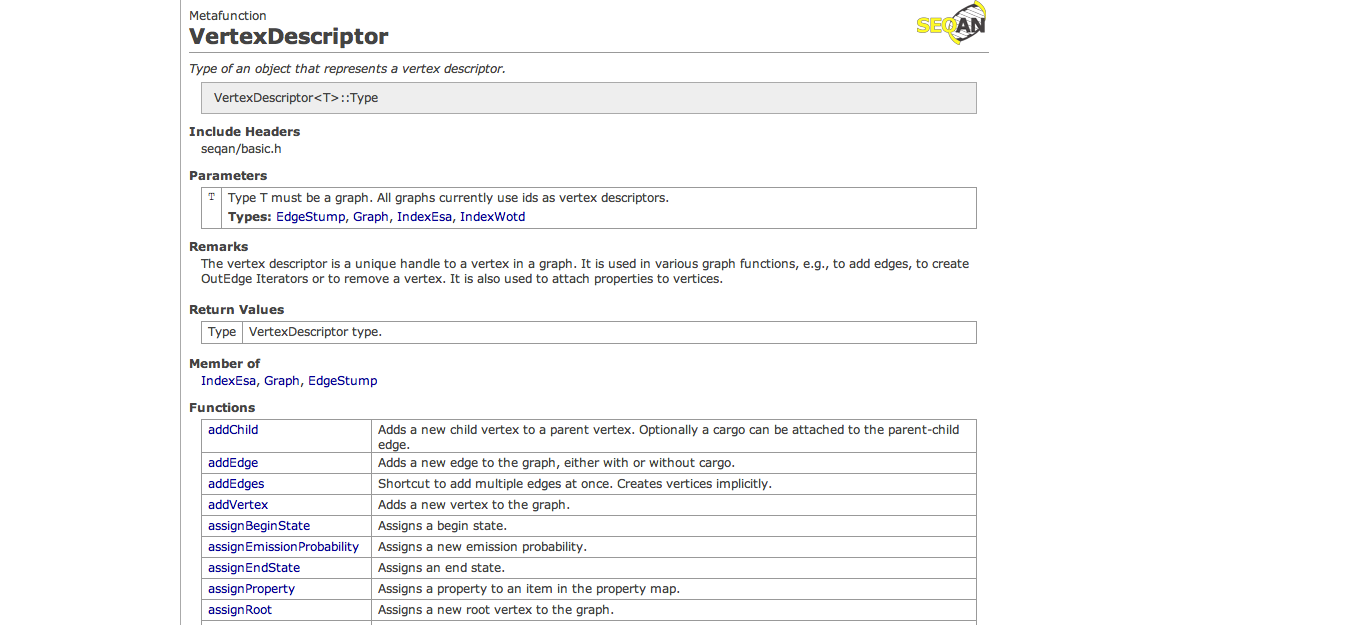 Metafunction
SEQAN
VertexDescriptor
Type of an object that represents a vertex descriptor.
VertexDescriptor<T>::Type
Include Headers
seqan/basic.h
Parameters
T Type T must be a graph. All graphs currently use ids as vertex descriptors.
Types: EdgeStump, Graph, IndexEsa, IndexWotd
Remarks
The vertex descriptor is a unique handle to a vertex in a graph. It is used in various graph functions, e.g., to add edges, to create
OutEdge Iterators or to remove a vertex. It is also used to attach properties to vertices.
Return Values
Type VertexDescriptor type.
Member of
IndexEsa, Graph, EdgeStump
Functions
addChild Adds a new child vertex to a parent vertex. Optionally a cargo can be attached to the parent-child
edge.
addEdge Adds a new edge to the graph, either with or without cargo.
addEdges Shortcut to add multiple edges at once. Creates vertices implicitly.
addVertex Adds a new vertex to the graph.
assignBeginState Assigns a begin state.
assignEmissionProbability Assigns a new emission probability.
assignEndState Assigns an end state.
assignProperty Assigns a property to an item in the property map.
assignRoot Assigns a new root vertex to the graph.